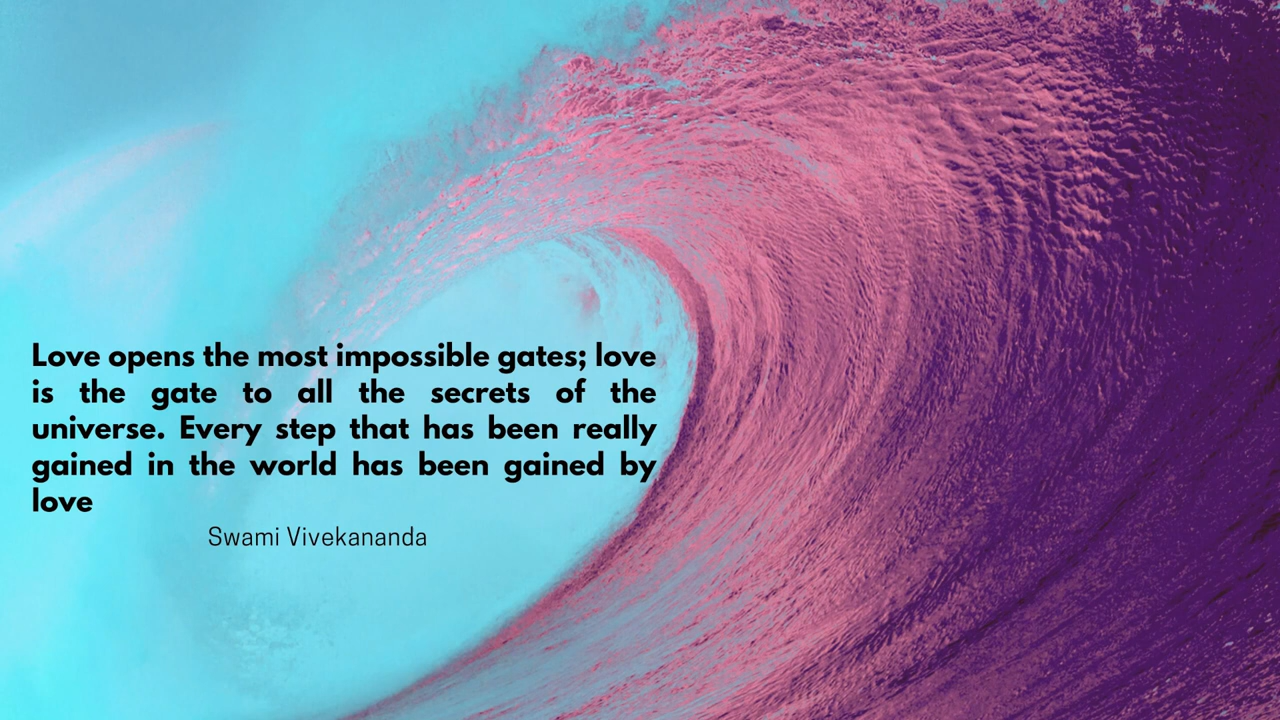 Love opens the most impossible gates; love
is the gate to all the secrets of the
universe. Every step that has been really
gained in the world has been gained by
love
Swami Vivekananda